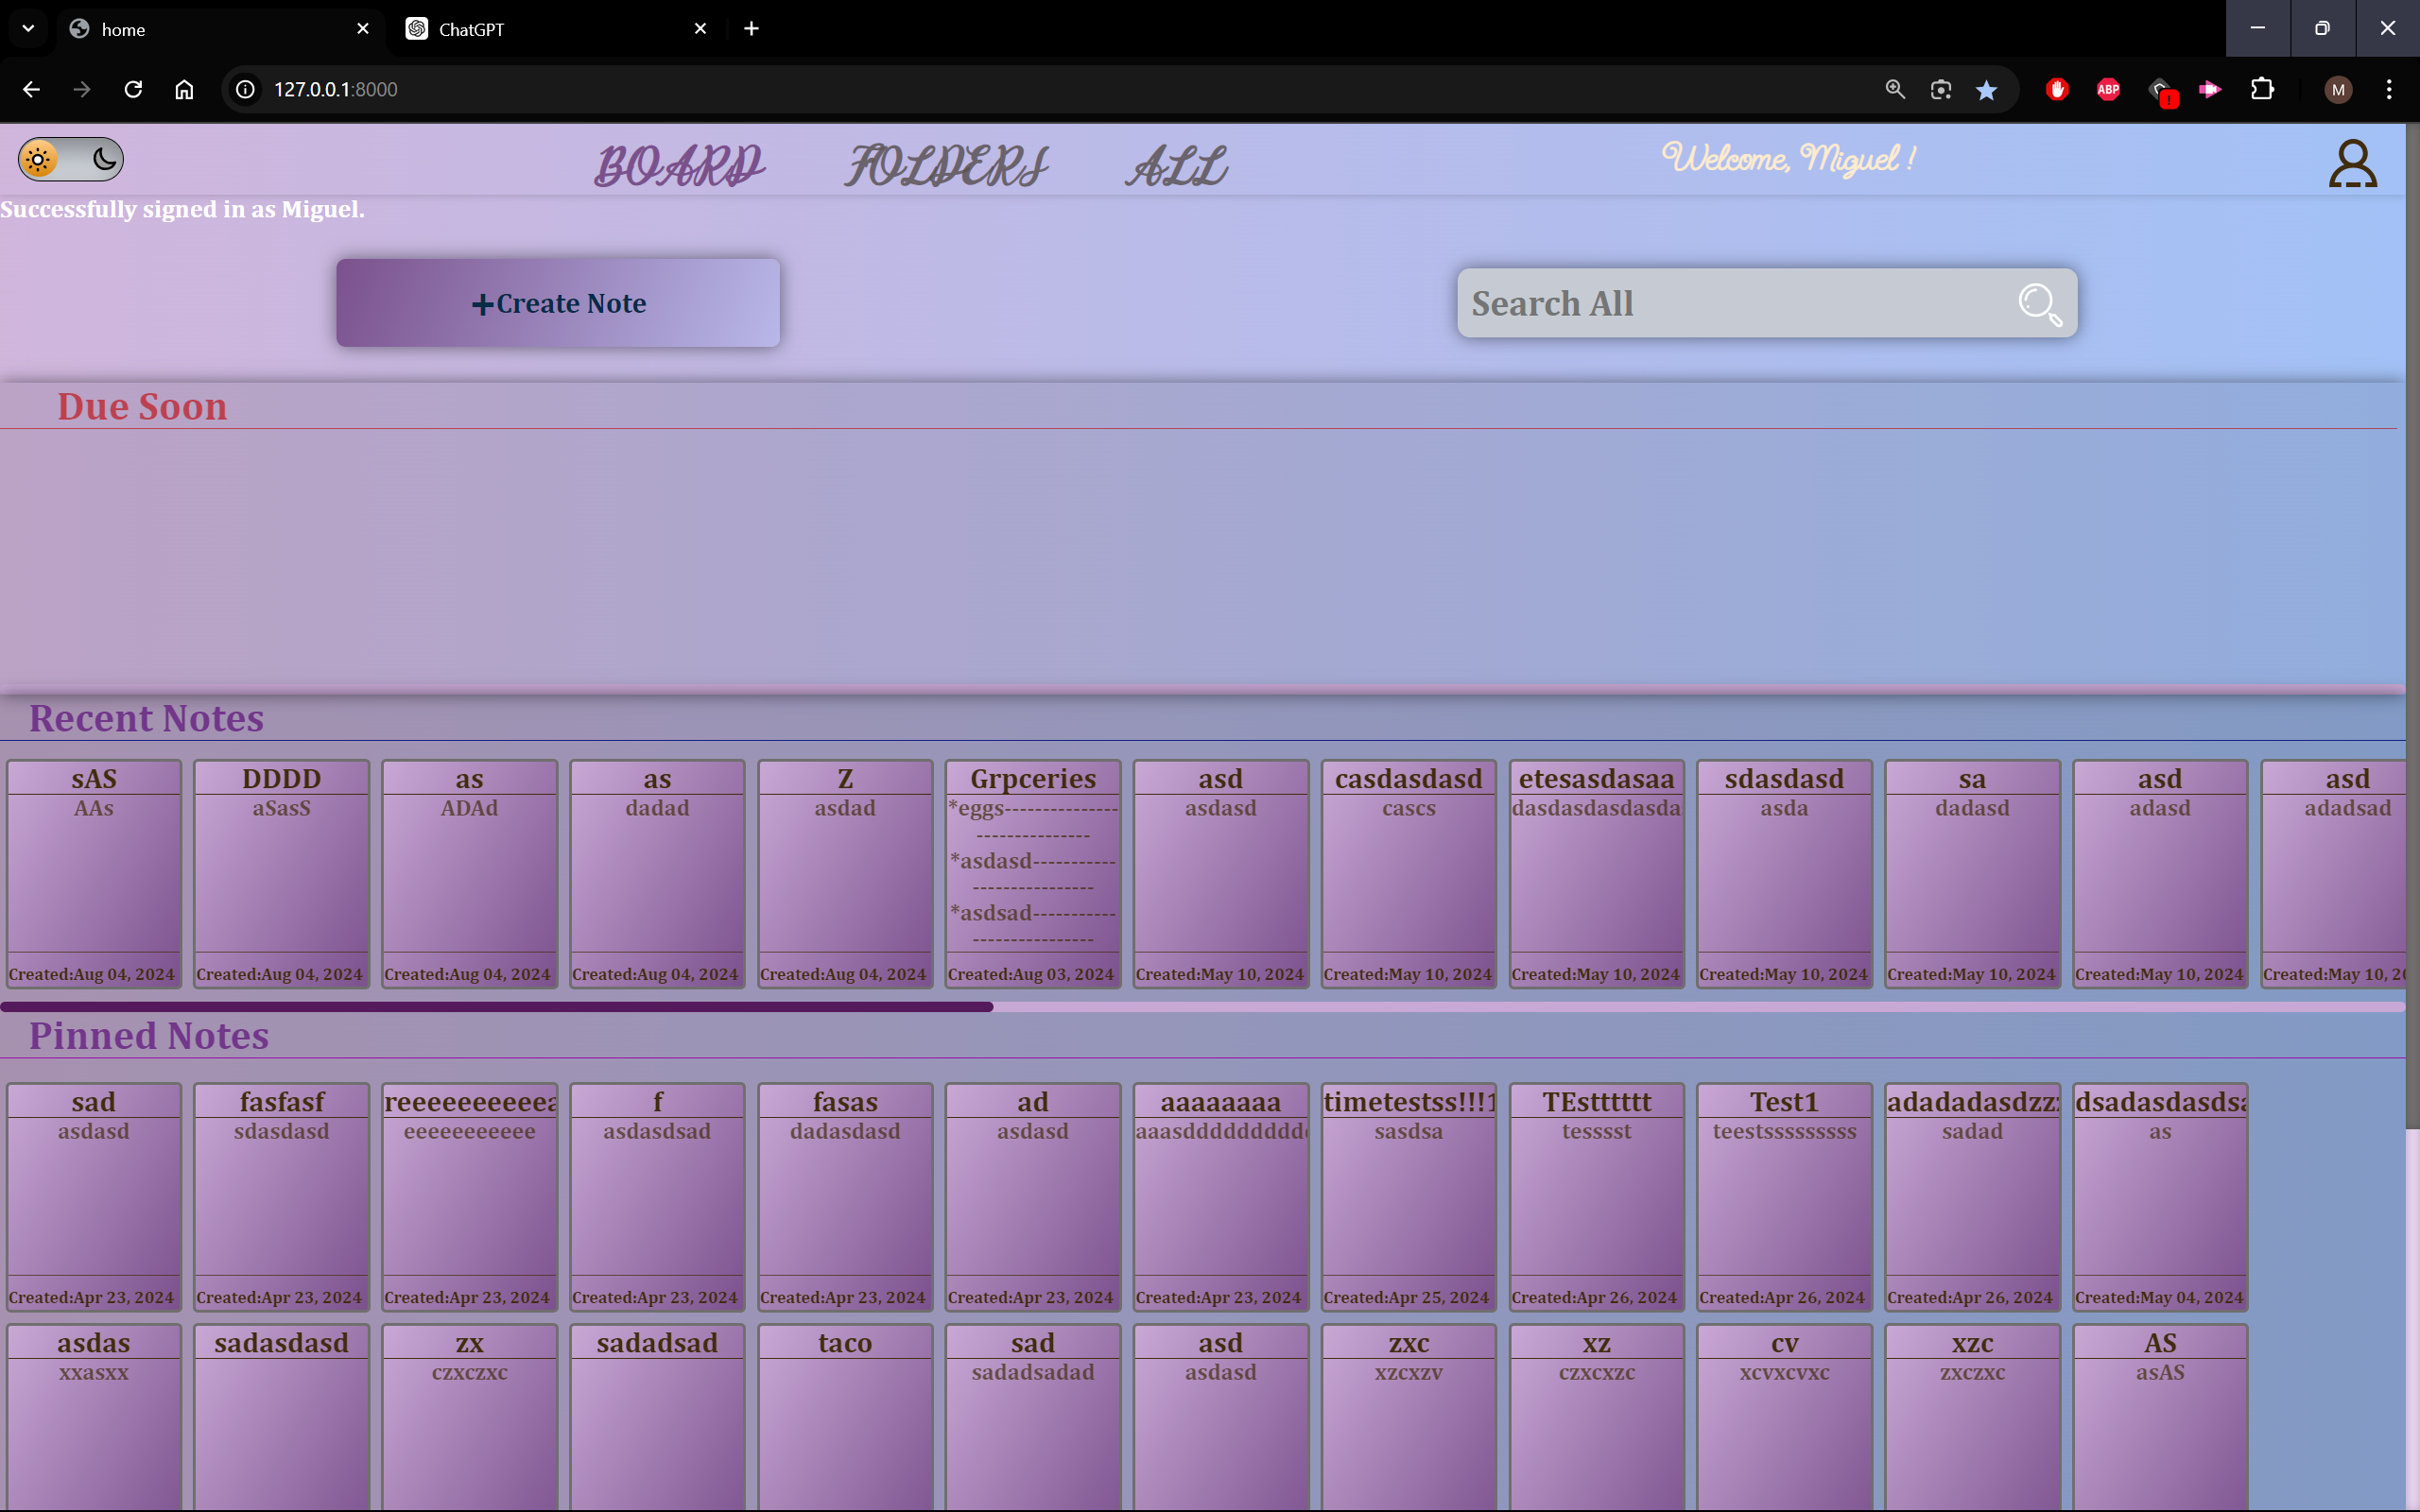 home
ChatGPT
127.0.0.1:8000
ABP
M
BOARD FOLDERS ALL
Welcome, Miguel !
Successfully signed in as Miguel.
+Create Note
Search All
Due Soon
Recent Notes
sAS DDDD as as Z Grpceries asd casdasdasd etesasdasaa sdasdasd sa asd asd
AAs aSasS ADAd dadad asdad *eggs--------------- asdasd cascs dasdasdasdasda asda dadasd adasd adadsad
---------------
*asdasd-----------
----------------
*asdsad-----------
----------------
Created:Aug 04, 2024 Created:Aug 04, 2024 Created:Aug 04, 2024 Created:Aug 04, 2024 Created:Aug 04, 2024 Created:Aug 03, 2024 Created:May 10, 2024 Created:May 10, 2024 Created:May 10, 2024 Created:May 10, 2024 Created:May 10, 2024 Created:May 10, 2024 Created:May 10, 20
Pinned Notes
sad fasfasf reeeeeeeeeea f fasas ad aaaaaaaa timetestss!!!1 TEstttttt Test1 adadadasdzzz dsadasdasdsa
asdasd sdasdasd eeeeeeeeeee asdasdsad dadasdasd asdasd aaasdddddddddd sasdsa tesssst teestsssssssss sadad as
Created:Apr 23, 2024 Created:Apr 23, 2024 Created:Apr 23, 2024 Created:Apr 23, 2024 Created:Apr 23, 2024 Created:Apr 23, 2024 Created:Apr 23, 2024 Created:Apr 25, 2024 Created:Apr 26, 2024 Created:Apr 26, 2024 Created:Apr 26, 2024 Created:May 04, 2024
asdas sadasdasd zx sadadsad taco sad asd zxc xz cv xzc AS
xxasxx czxczxc sadadsadad asdasd xzcxzv czxcxzc xcvxcvxc zxczxc asAS